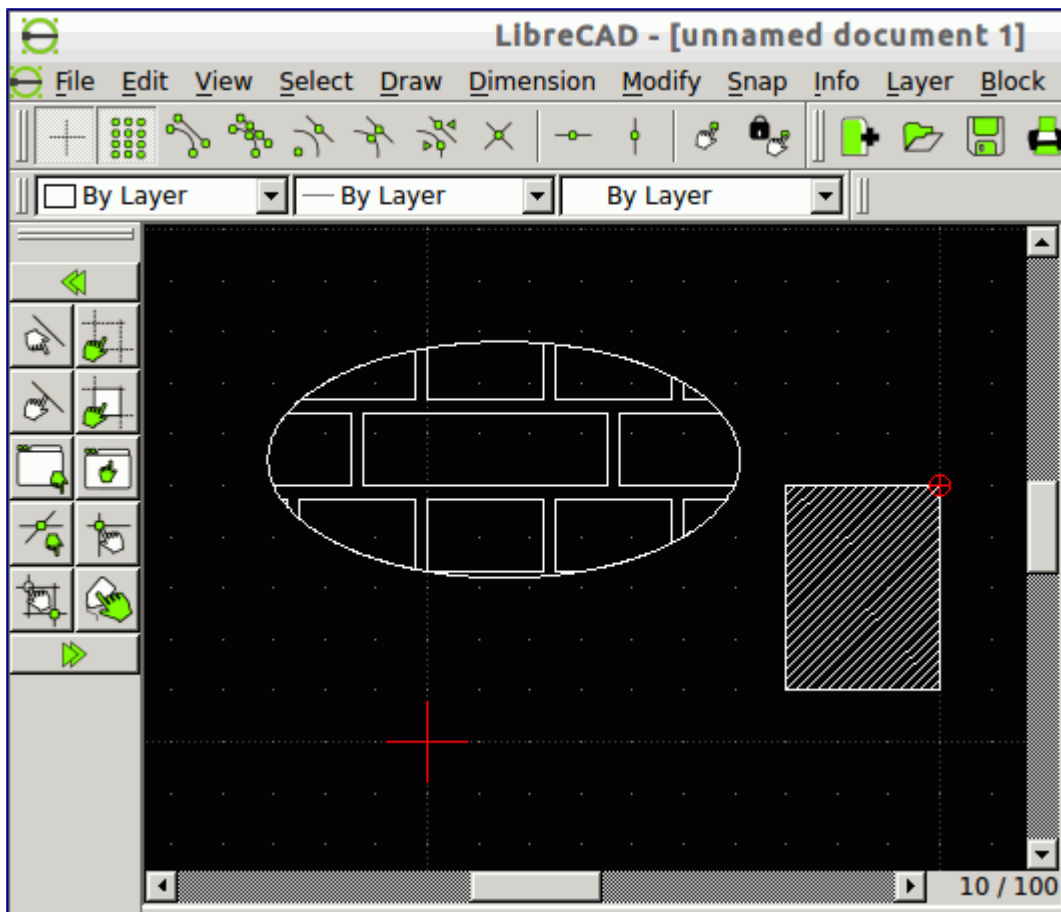 LibreCAD - [unnamed document 1]
File Edit View Select Draw Dimension Modify Snap Info Layer Block
By Layer By Layer By Layer
10 / 100